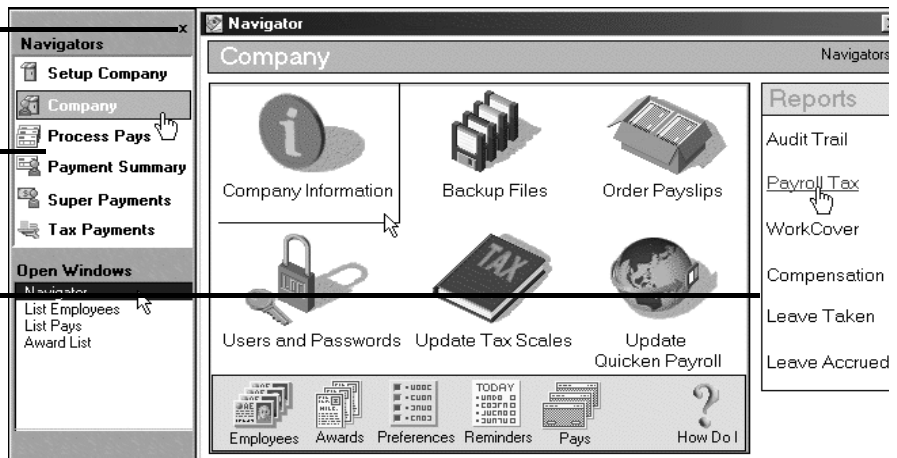 x
Navigators
Setup Company
Company
Process Pays
Payment Summary
Super Payments
Tax Payments
Open Windows
Navigator
List Employees
List Pays
Award List
Navigator
Company
Navigators
Company Information
Backup Files
Order Payslips
TAX
Users and Passwords
Update Tax Scales
Update
Quicken Payroll
TODAY
Employees
Awards
Preferences
Reminders
Pays
How Do I
Reports
Audit Trail
Payroll Tax
WorkCover
Compensation
Leave Taken
Leave Accrued